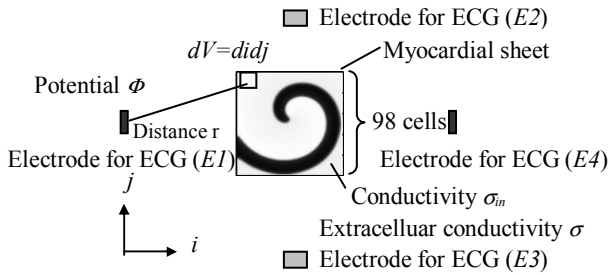 Electrode for ECG (E2)
dV=didj
Myocardial sheet
Potential Φ
Distance r
98 cells
Electrode for ECG (E1)
Electrode for ECG (E4)
j
Conductivity σin
Extracelluar conductivity σ
i
Electrode for ECG (E3)